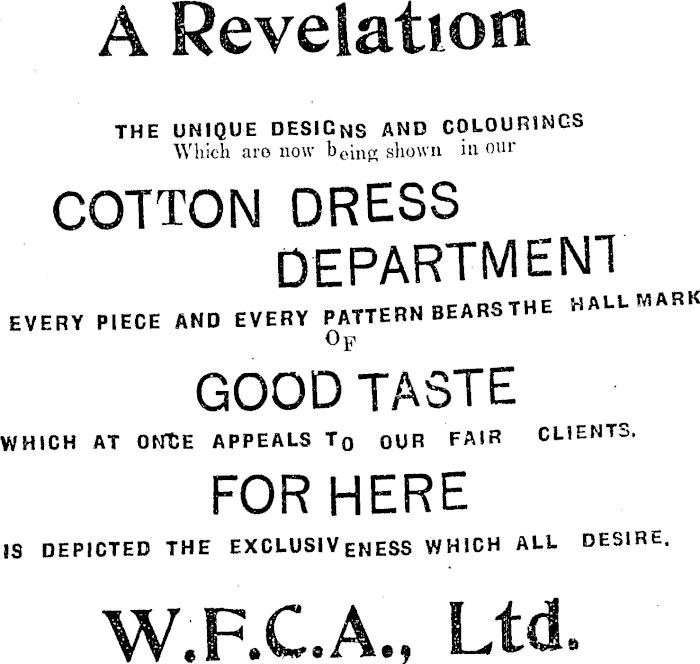 A Revelation
THE UNIQUE DESIGNS AND COLOURINGS
Which are now being shown in our
COTTON DRESS
DEPARTMENT
EVERY PIECE AND EVERY PATTERN BEARS THE HALL MARK
OF
GOOD TASTE
WHICH AT ONCE APPEALS TO OUR FAIR CLIENTS,
FOR HERE
IS DEPICTED THE EXCLUSIVENESS WHICH ALL DESIRE.
W.F.C.A., Ltd.